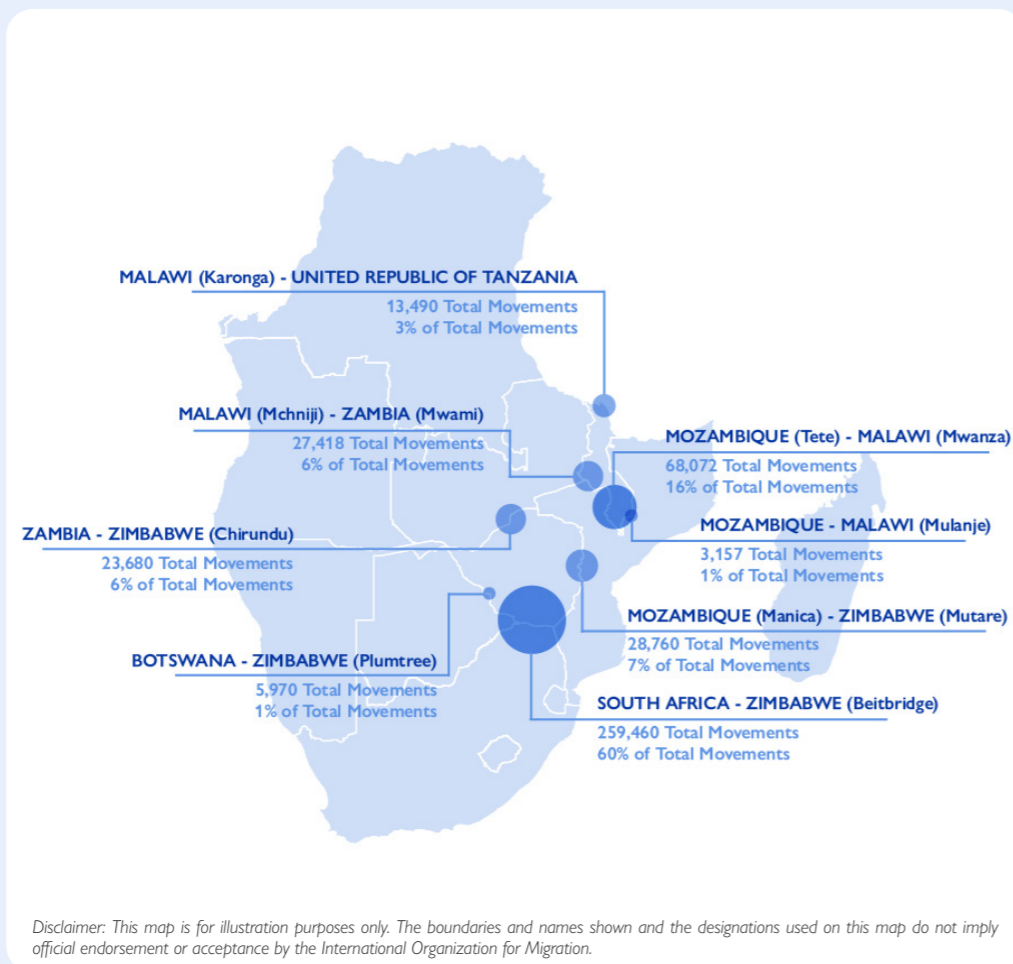 MALAWI (Karonga) - UNITED REPUBLIC OF TANZANIA
13,490 Total Movements
3% of Total Movements
MALAWI (Mchniji) - ZAMBIA (Mwami)
27,418 Total Movements
6% of Total Movements
MOZAMBIQUE (Tete) - MALAWI (Mwanza)
68,072 Total Movements
16% of Total Movements
ZAMBIA - ZIMBABWE (Chirundu)
23,680 Total Movements
6% of Total Movements
MOZAMBIQUE - MALAWI (Mulanje)
3,157 Total Movements
1% of Total Movements
MOZAMBIQUE (Manica) - ZIMBABWE (Mutare)
28,760 Total Movements
7% of Total Movements
BOTSWANA - ZIMBABWE (Plumtree)
5,970 Total Movements
1% of Total Movements
SOUTH AFRICA - ZIMBABWE (Beitbridge)
259,460 Total Movements
60% of Total Movements
Disclaimer: This map is for illustration purposes only. The boundaries and names shown and the designations used on this map do not imply
official endorsement or acceptance by the International Organization for Migration.